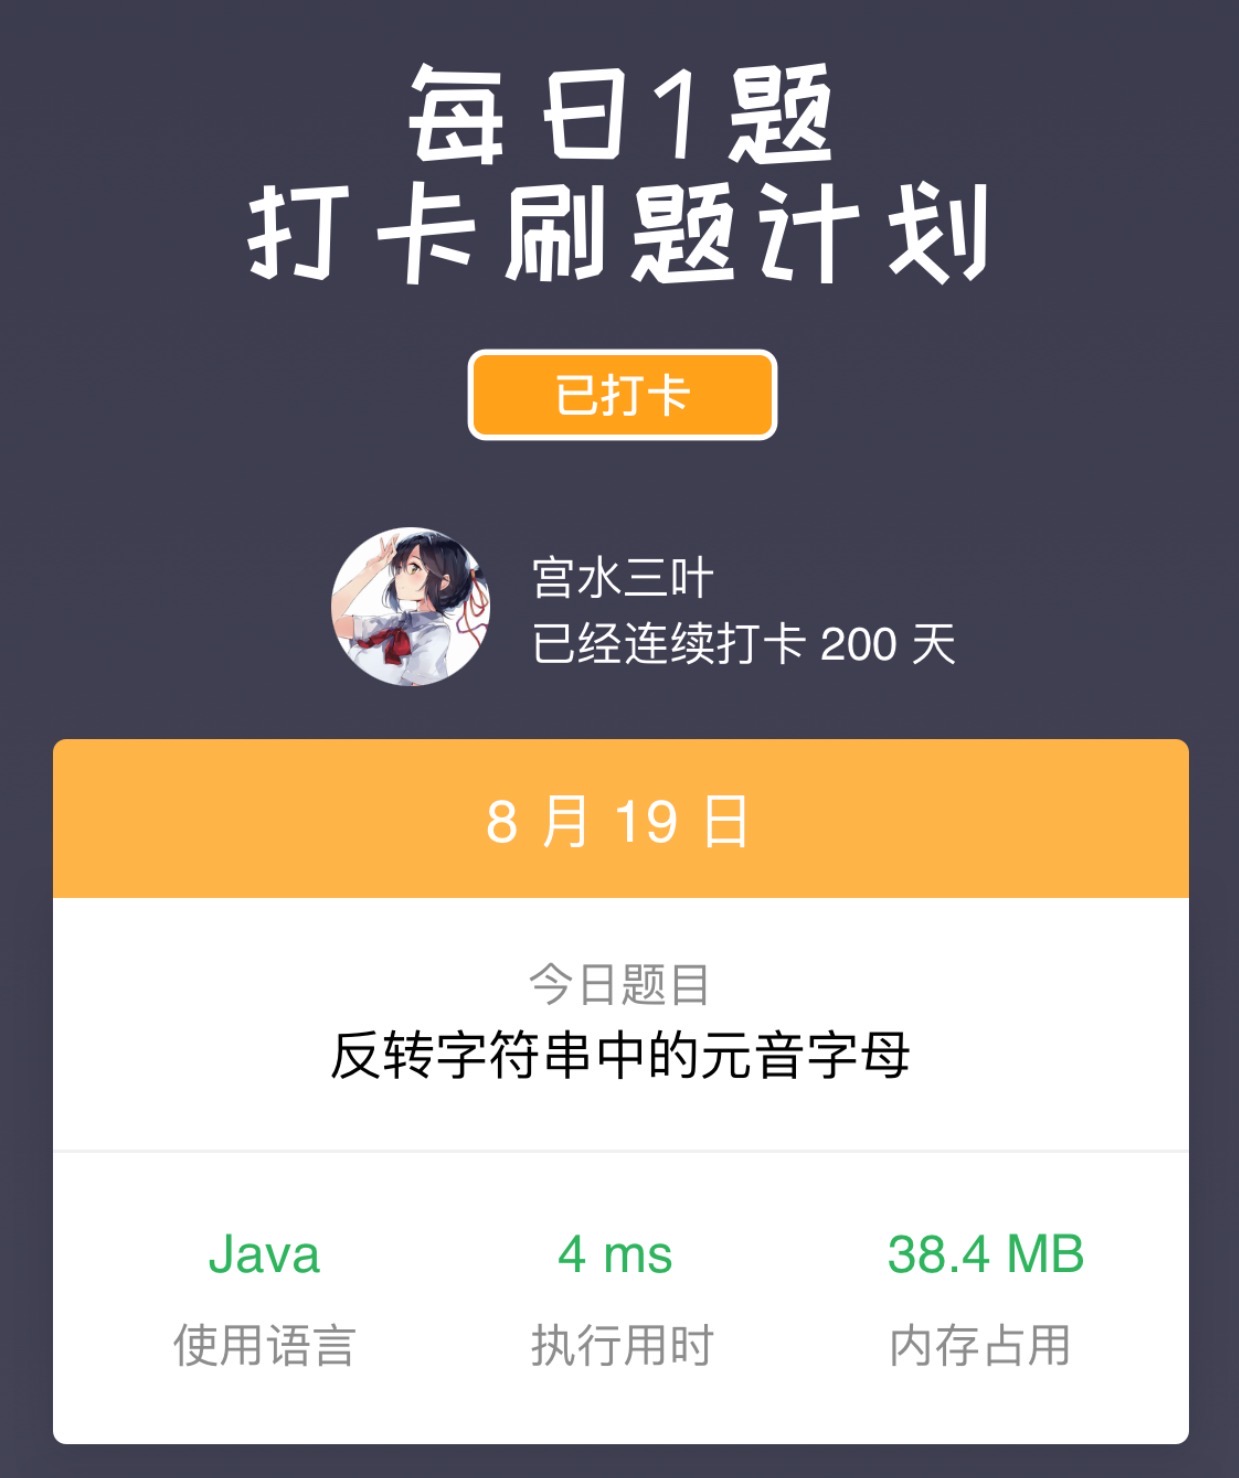 每日1题
打卡刷题计划
已打卡
宫水三叶
已经连续打卡 200 天
8 月 19 日
今日题目
反转字符串中的元音字母
Java 4 ms 38.4 MB
使用语言 执行用时 内存占用